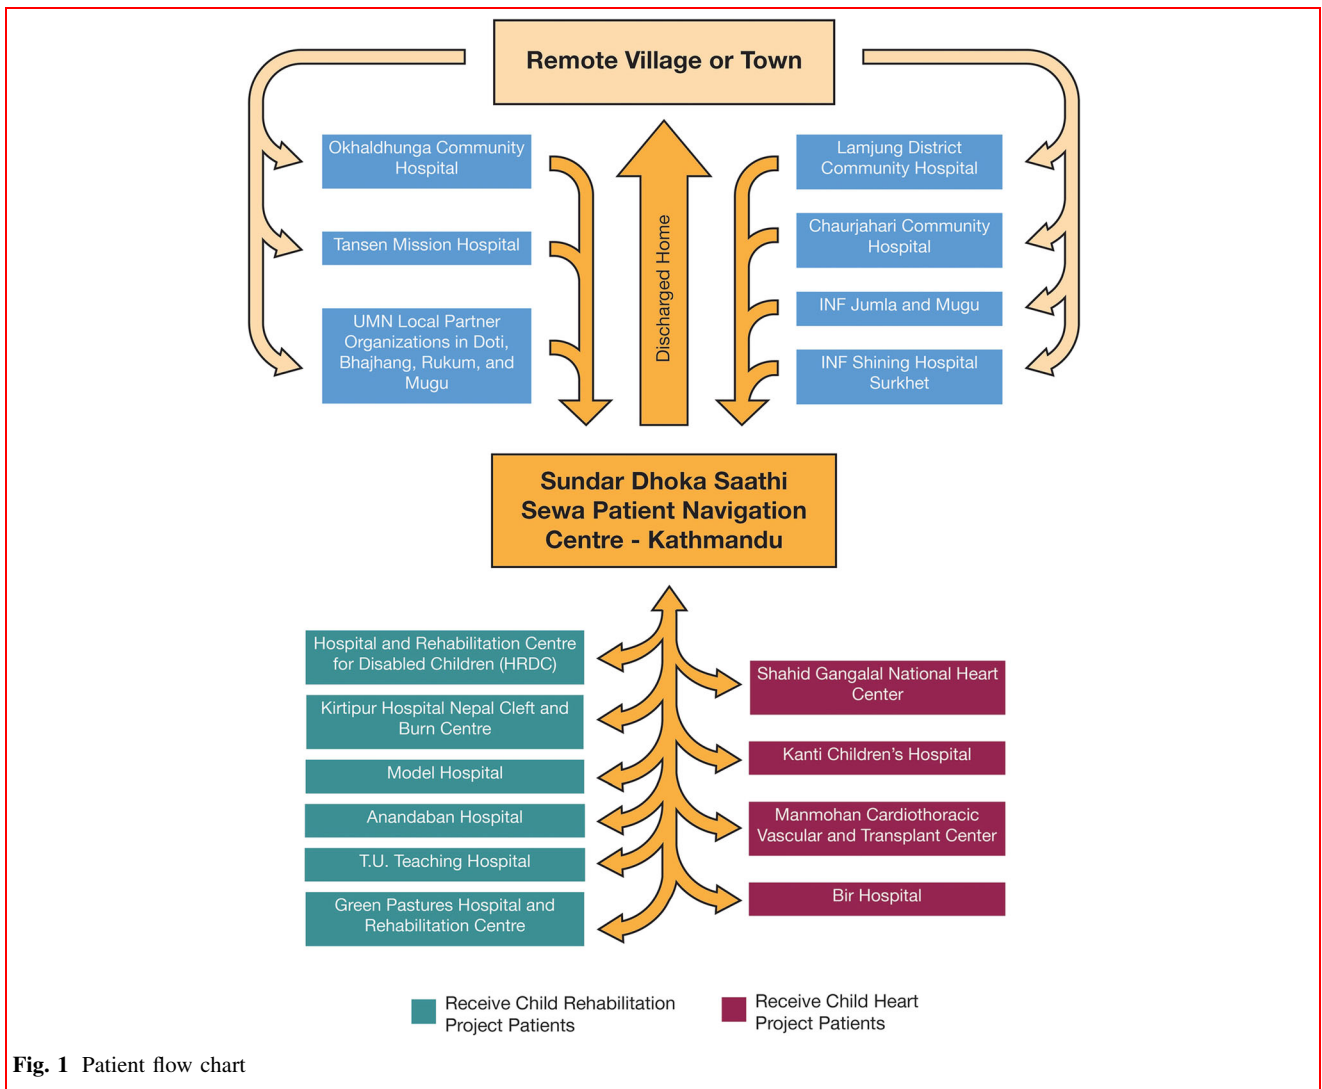 Remote Village or Town
Okhaldhunga Community
Hospital
Tansen Mission Hospital
UMN Local Partner
Organizations in Doti,
Bhajhang, Rukum, and
Mugu
Discharged Home
Lamjung District
Community Hospital
Chaurjahari Community
Hospital
INF Jumla and Mugu
INF Shining Hospital
Surkhet
Sundar Dhoka Saathi
Sewa Patient Navigation
Centre - Kathmandu
Hospital and Rehabilitation Centre
for Disabled Children (HRDC)
Kirtipur Hospital Nepal Cleft and
Burn Centre
Model Hospital
Anandaban Hospital
T.U. Teaching Hospital
Green Pastures Hospital and
Rehabilitation Centre
Shahid Gangalal National Heart
Center
Kanti Children’s Hospital
Manmohan Cardiothoracic
Vascular and Transplant Center
Bir Hospital
Receive Child Rehabilitation
Project Patients
Receive Child Heart
Project Patients
Fig. 1 Patient flow chart